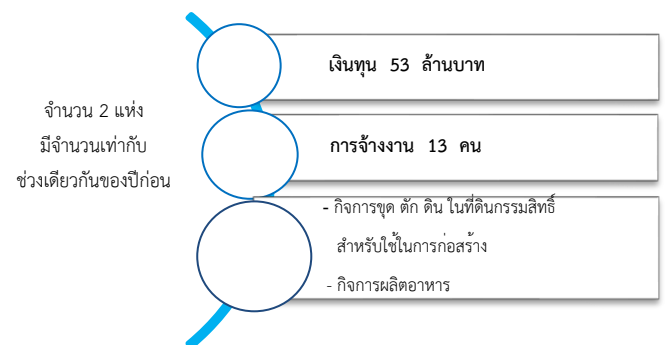 จำนวน 2 แห่ง
มีจำนวนเท่ากับ
ช่วงเดียวกันของปีก่อน
เงินทุน 53 ล้านบาท
การจ้างงาน 13 คน
- กิจการขุด ตัก ดิน ในที่ดินกรรมสิทธิ์
สำหรับใช้ในการก่อสร้าง
- กิจการผลิตอาหาร